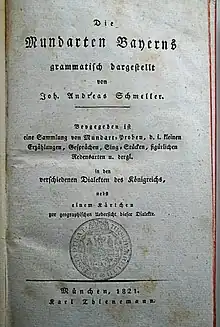 Die
Mundarten Bayerns
grammatisch dargestellt
von
Joh. Andreas Schmeller.
Beygegeben ist
eine Sammlung von Mundart-Proben, d. i. kleinen
Erzählungen, Gesprächen, Sing-Stücken, figürlichen
Redensarten u. dergl.
in den
verschiedenen Dialekten des Königreichs,
nebst
einem Kärtchen
zur geographischen Uebersicht dieser Dialekte.
München, 1821.
Karl Thienemann.